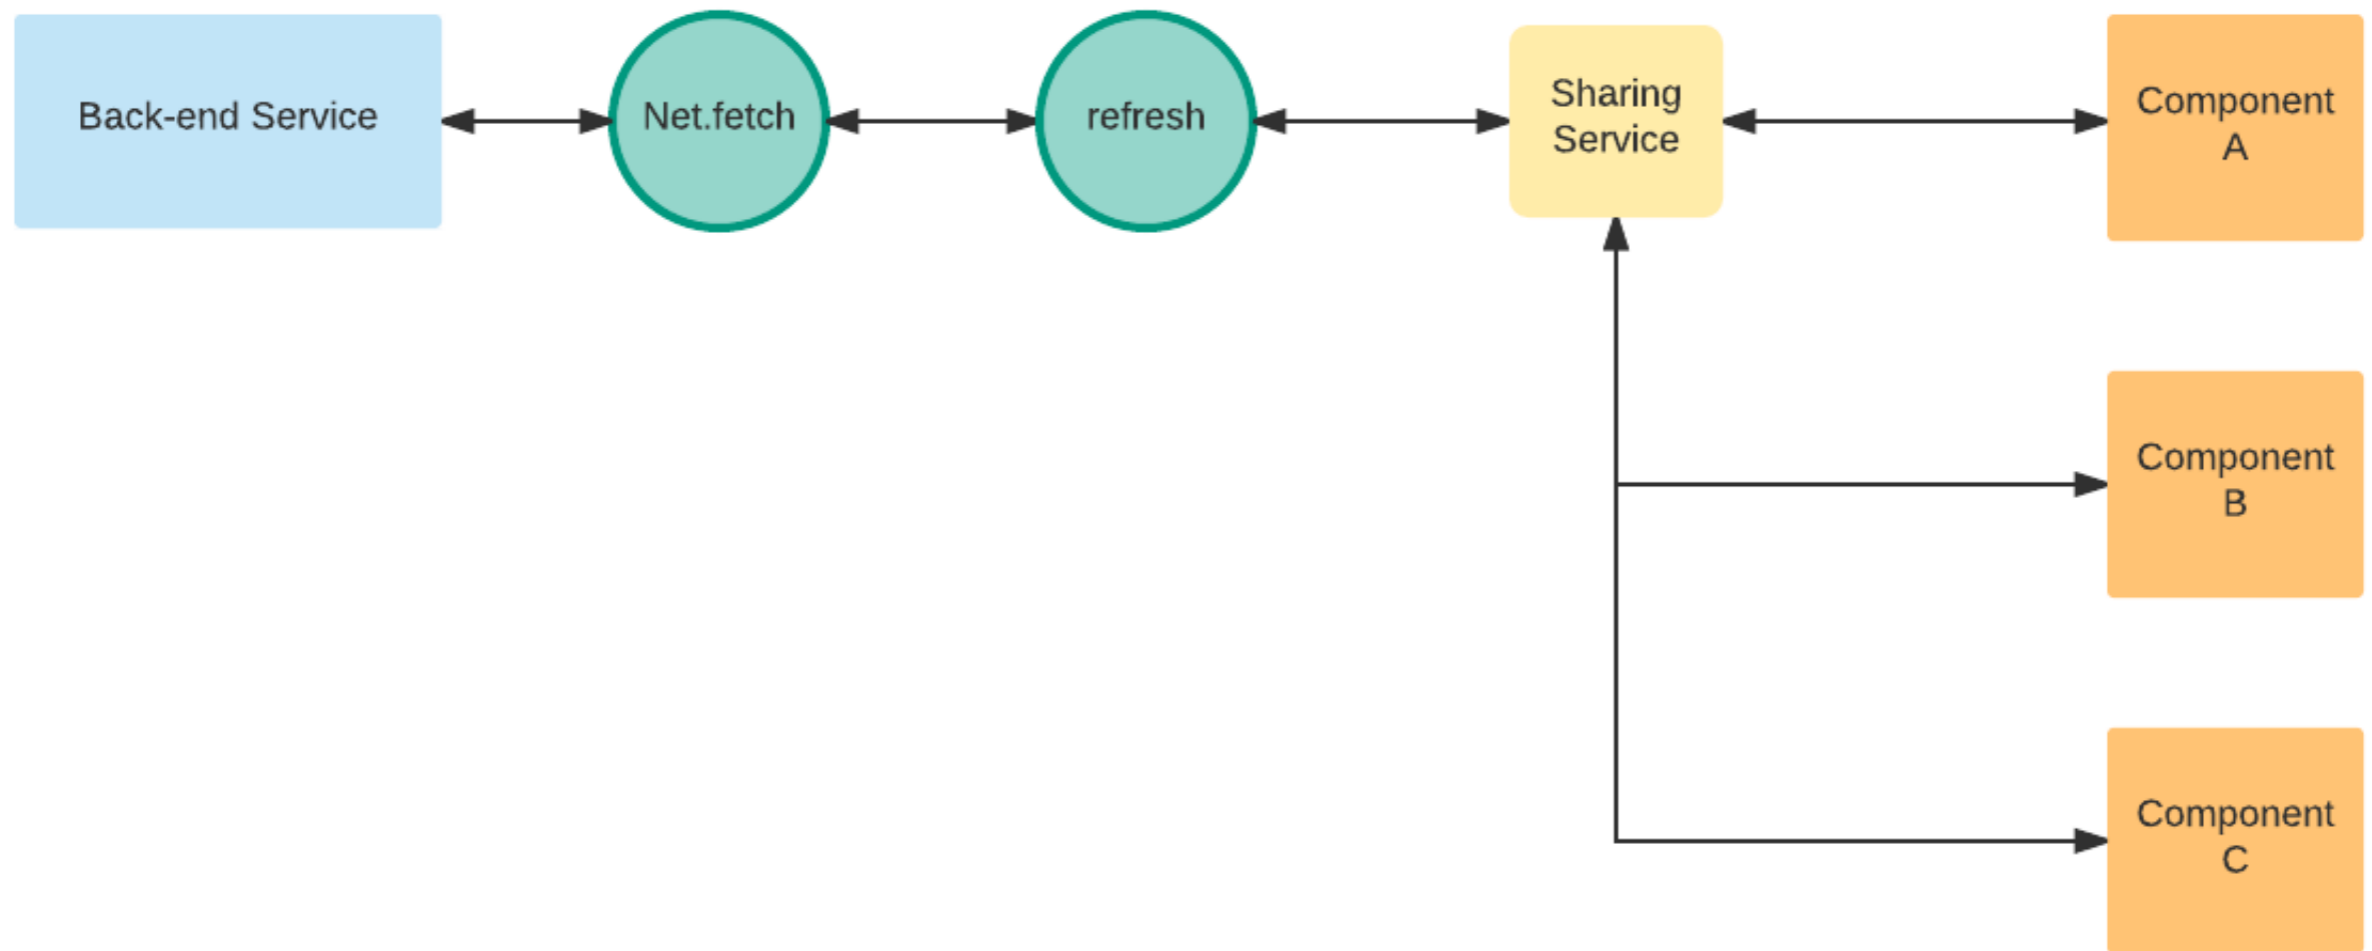 Back-end Service
Net.fetch
refresh
Sharing
Service
Component
A
Component
B
Component
C